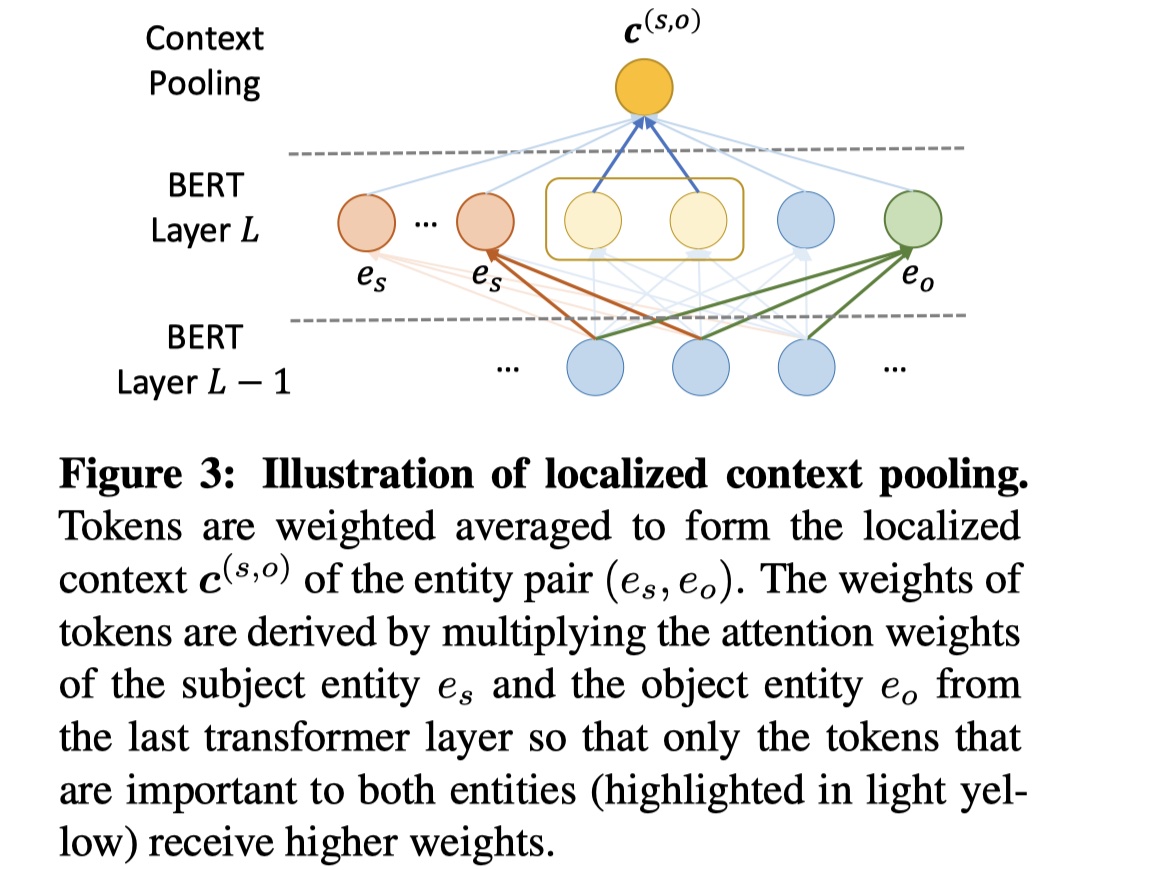 Context
Pooling
c^(s,o)
BERT
Layer L
...
e_s
e_s
e_o
BERT
Layer L − 1
...
...
Figure 3: Illustration of localized context pooling.
Tokens are weighted averaged to form the localized
context c^(s,o) of the entity pair (e_s, e_o). The weights of
tokens are derived by multiplying the attention weights
of the subject entity e_s and the object entity e_o from
the last transformer layer so that only the tokens that
are important to both entities (highlighted in light yel-
low) receive higher weights.